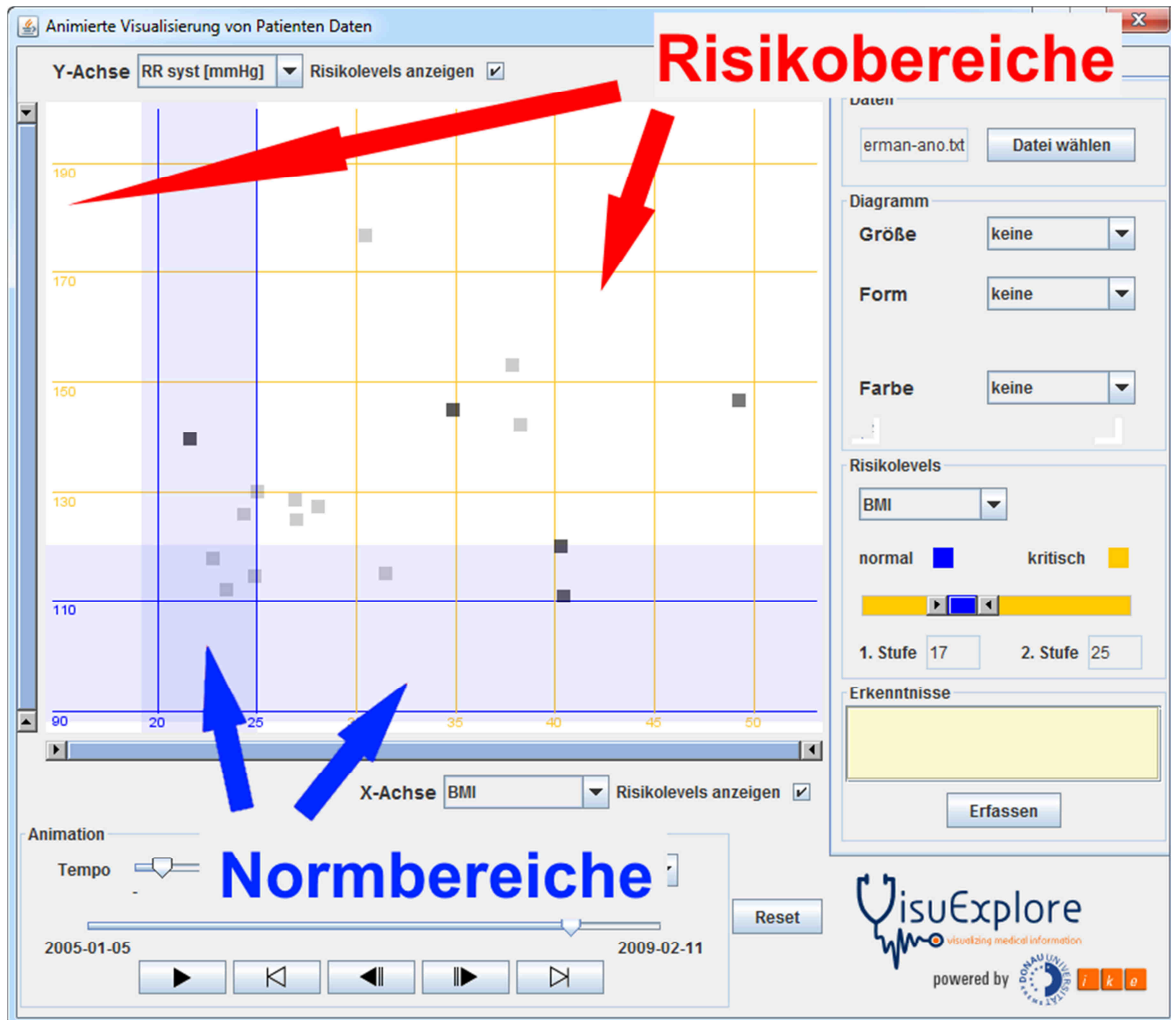 Animierte Visualisierung von Patienten Daten
Risikobereiche
Y-Achse RR syst [mmHg] Risikolevels anzeigen
Daten
erman-ano.txt Datei wählen
Diagramm
Größe keine
Form keine
Farbe keine
Risikolevels
BMI
normal kritisch
1. Stufe 17 2. Stufe 25
Erkenntnisse
Erfassen
190
170
150
130
110
90 20 25 35 40 45 50
X-Achse BMI Risikolevels anzeigen
Animation
Tempo
-
Normbereiche
2005-01-05 2009-02-11
Reset
VisuExplore
visualizing medical information
powered by DONAU UNIVERSITÄT ike